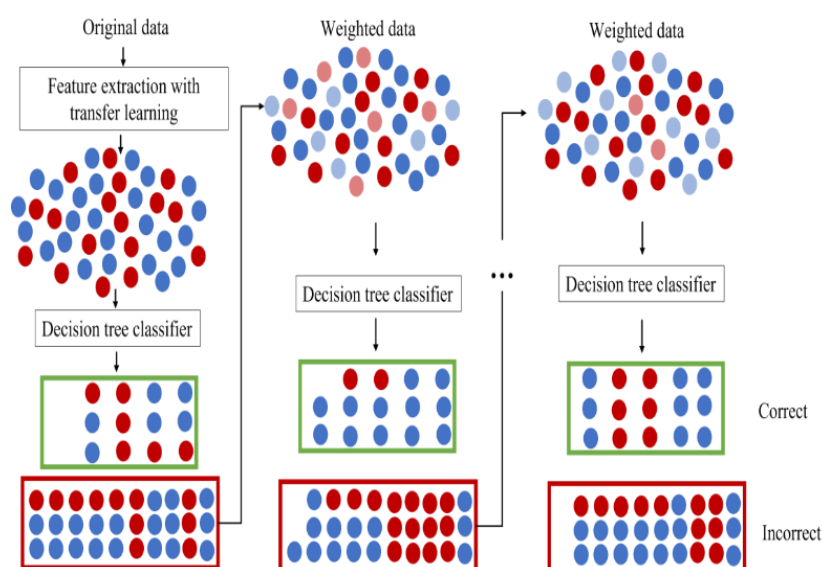 Original data
Feature extraction with
transfer learning
Decision tree classifier
Weighted data
Decision tree classifier
...
Weighted data
Decision tree classifier
Correct
Incorrect